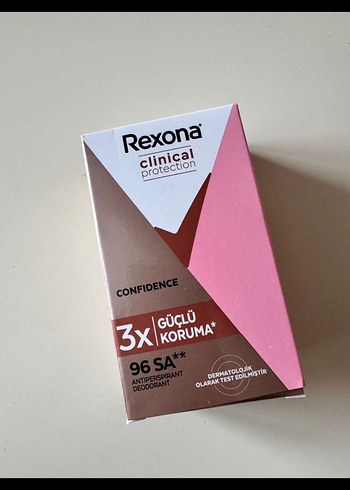 Rexona
clinical
protection
CONFIDENCE
3x GÜÇLÜ
KORUMA*
96 SA**
ANTIPERSPIRANT
DEODORANT
DERMATOLOJİK
OLARAK TEST EDİLMİŞTİR